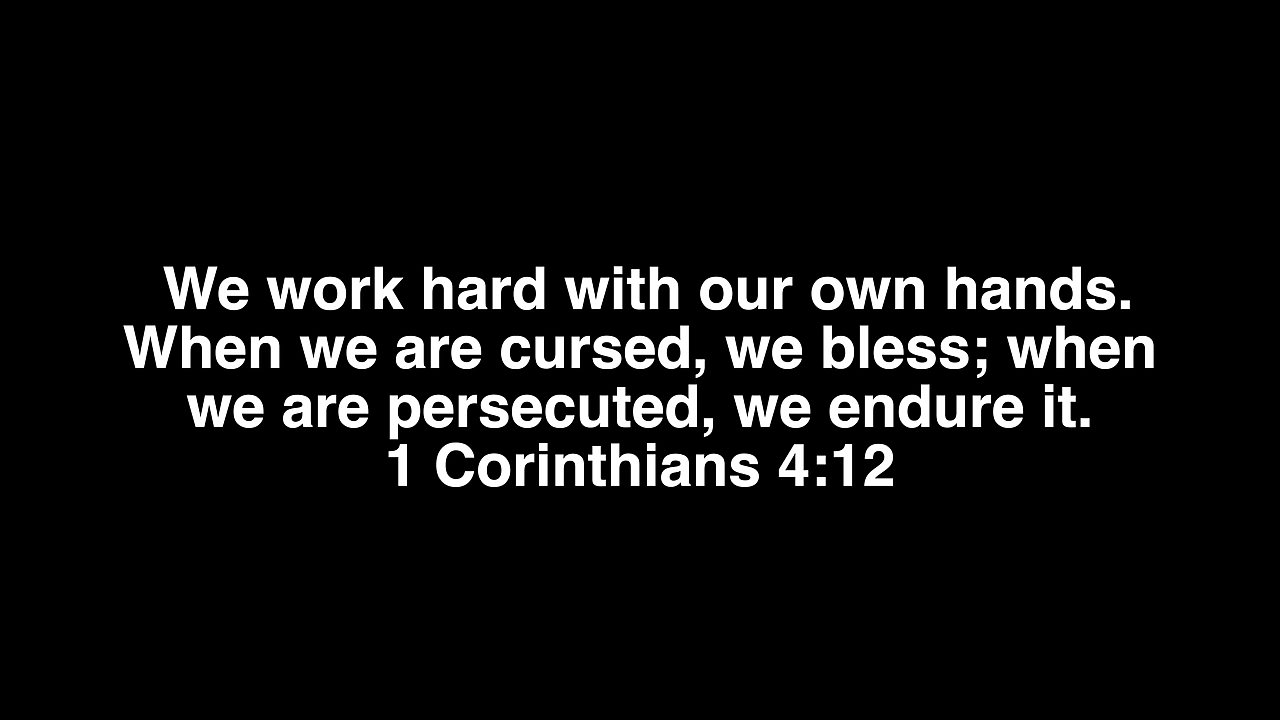 We work hard with our own hands.
When we are cursed, we bless; when
we are persecuted, we endure it.
1 Corinthians 4:12